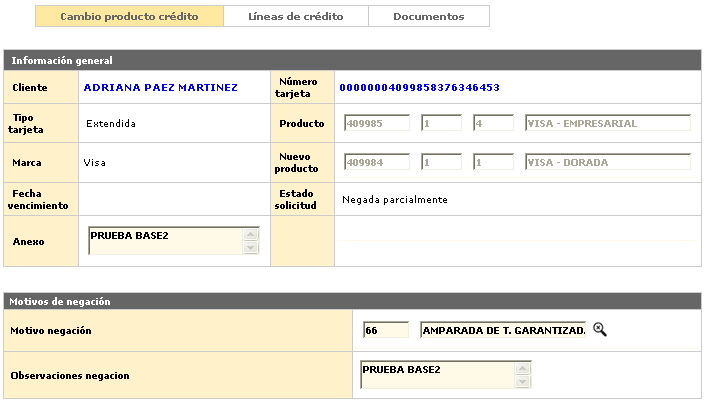 Cambio producto crédito Líneas de crédito Documentos
Información general
Cliente ADRIANA PAEZ MARTINEZ Número tarjeta 00000004099858376346453
Tipo tarjeta Extendida Producto 409985 1 4 VISA - EMPRESARIAL
Marca Visa Nuevo producto 409984 1 1 VISA - DORADA
Fecha vencimiento Estado solicitud Negada parcialmente
Anexo PRUEBA BASE2
Motivos de negación
Motivo negación 66 AMPARADA DE T. GARANTIZAD.
Observaciones negacion PRUEBA BASE2